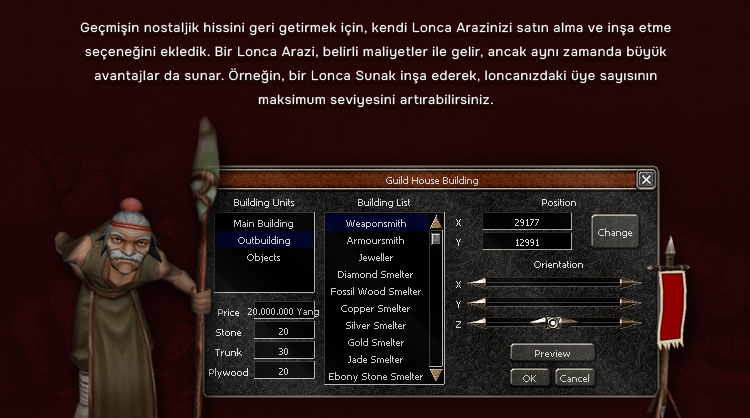 Geçmişin nostaljik hissini geri getirmek için, kendi Lonca Arazinizi satın alma ve inşa etme
seçeneğini ekledik. Bir Lonca Arazi, belirli maliyetler ile gelir, ancak aynı zamanda büyük
avantajlar da sunar. Örneğin, bir Lonca Sunak inşa ederek, loncanızdaki üye sayısının
maksimum seviyesini artırabilirsiniz.
Guild House Building
Building Units
Main Building
Outbuilding
Objects
Price 20.000.000 Yang
Stone 20
Trunk 30
Plywood 20
Building List
Weaponsmith
Armoursmith
Jeweller
Diamond Smelter
Fossil Wood Smelter
Copper Smelter
Silver Smelter
Gold Smelter
Jade Smelter
Ebony Stone Smelter
Position
X 29177
Y 12991
Change
Orientation
X
Y
Z
Preview
OK Cancel